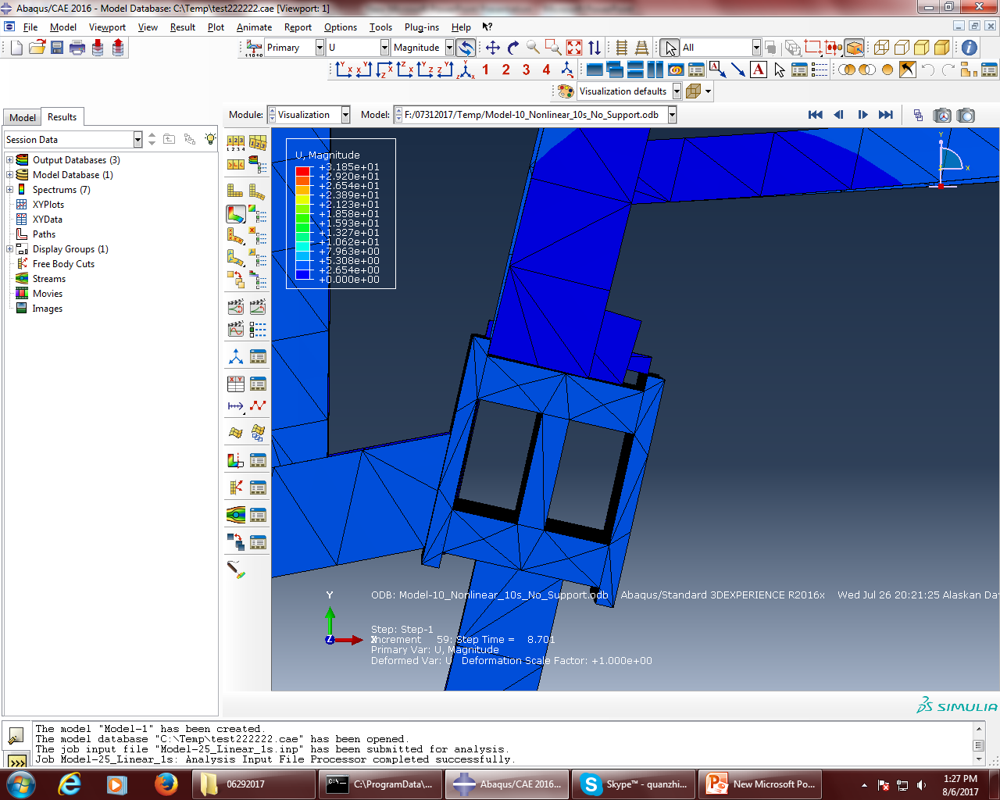 Abaqus/CAE 2016 - Model Database: C:\Temp\test222222.cae [Viewport: 1]
File Model Viewport View Result Plot Animate Report Options Tools Plug-ins Help
Primary U Magnitude All
1 2 3 4
Visualization defaults
Model Results
Module: Visualization Model: F:/07312017/Temp/Model-10_Nonlinear_10s_No_Support.odb
Session Data
Output Databases (3)
Model Database (1)
Spectrums (7)
XYPlots
XYData
Paths
Display Groups (1)
Free Body Cuts
Streams
Movies
Images
U, Magnitude
+3.185e+01
+2.920e+01
+2.654e+01
+2.389e+01
+2.123e+01
+1.858e+01
+1.593e+01
+1.327e+01
+1.062e+01
+7.963e+00
+5.308e+00
+2.654e+00
+0.000e+00
Y
X
Y
Z
X
ODB: Model-10_Nonlinear_10s_No_Support.odb Abaqus/Standard 3DEXPERIENCE R2016x Wed Jul 26 20:21:25 Alaskan Da
Step: Step-1
Increment 59: Step Time = 8.701
Primary Var: U, Magnitude
Deformed Var: U Deformation Scale Factor: +1.000e+00
SIMULIA
The model "Model-1" has been created.
The model database "C:\Temp\test222222.cae" has been opened.
The job input file "Model-25_Linear_1s.inp" has been submitted for analysis.
Job Model-25_Linear_1s: Analysis Input File Processor completed successfully.
>>>
06292017
C:\ProgramData\...
Abaqus/CAE 2016...
Skype™ - quanzhi...
New Microsoft Po...
1:27 PM
8/6/2017